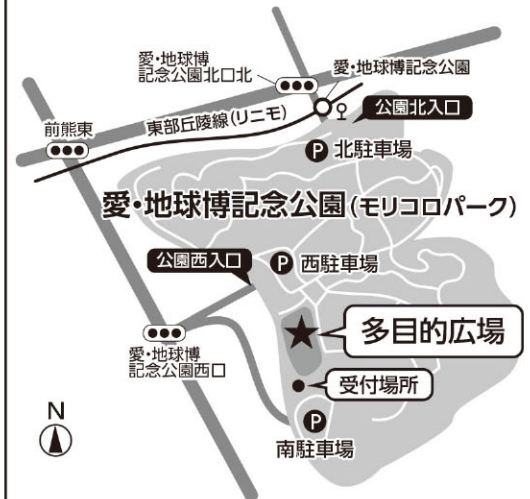 愛・地球博
記念公園北口北
愛・地球博記念公園
公園北入口
前熊東
東部丘陵線(リニモ)
P 北駐車場
愛・地球博記念公園(モリコロパーク)
公園西入口
P 西駐車場
多目的広場
愛・地球博
記念公園西口
受付場所
N
P
南駐車場